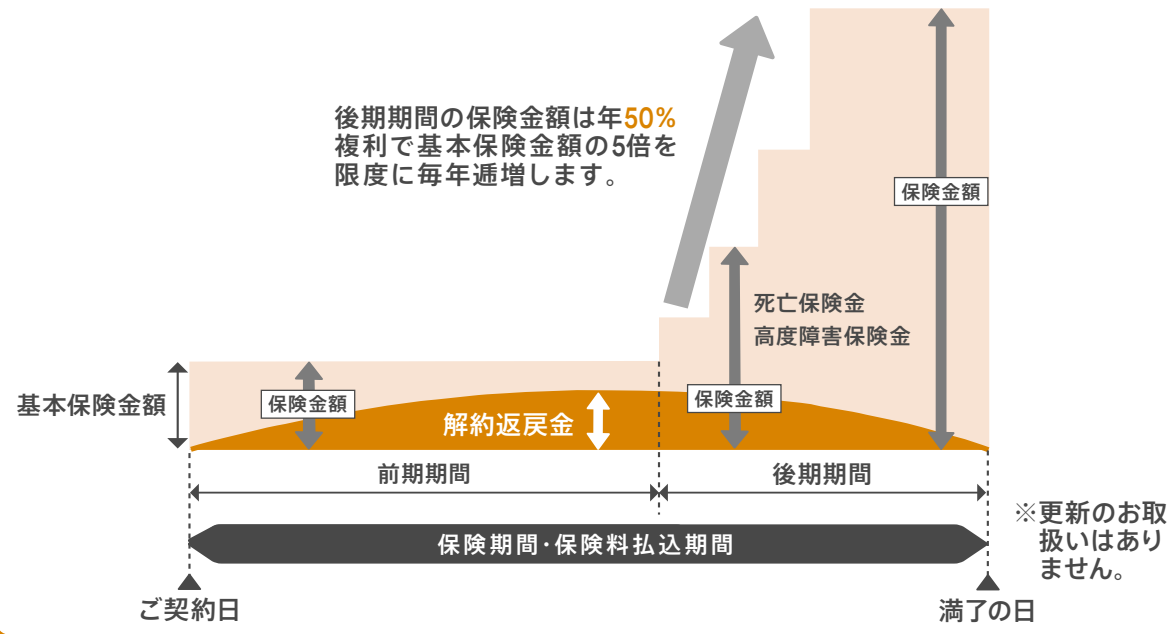 後期期間の保険金額は年50%
複利で基本保険金額の5倍を
限度に毎年逓増します。
保険金額
死亡保険金
高度障害保険金
基本保険金額
保険金額
保険金額
解約返戻金
前期期間
後期期間
※更新のお取
扱いはあり
ません。
保険期間・保険料払込期間
ご契約日
満了の日